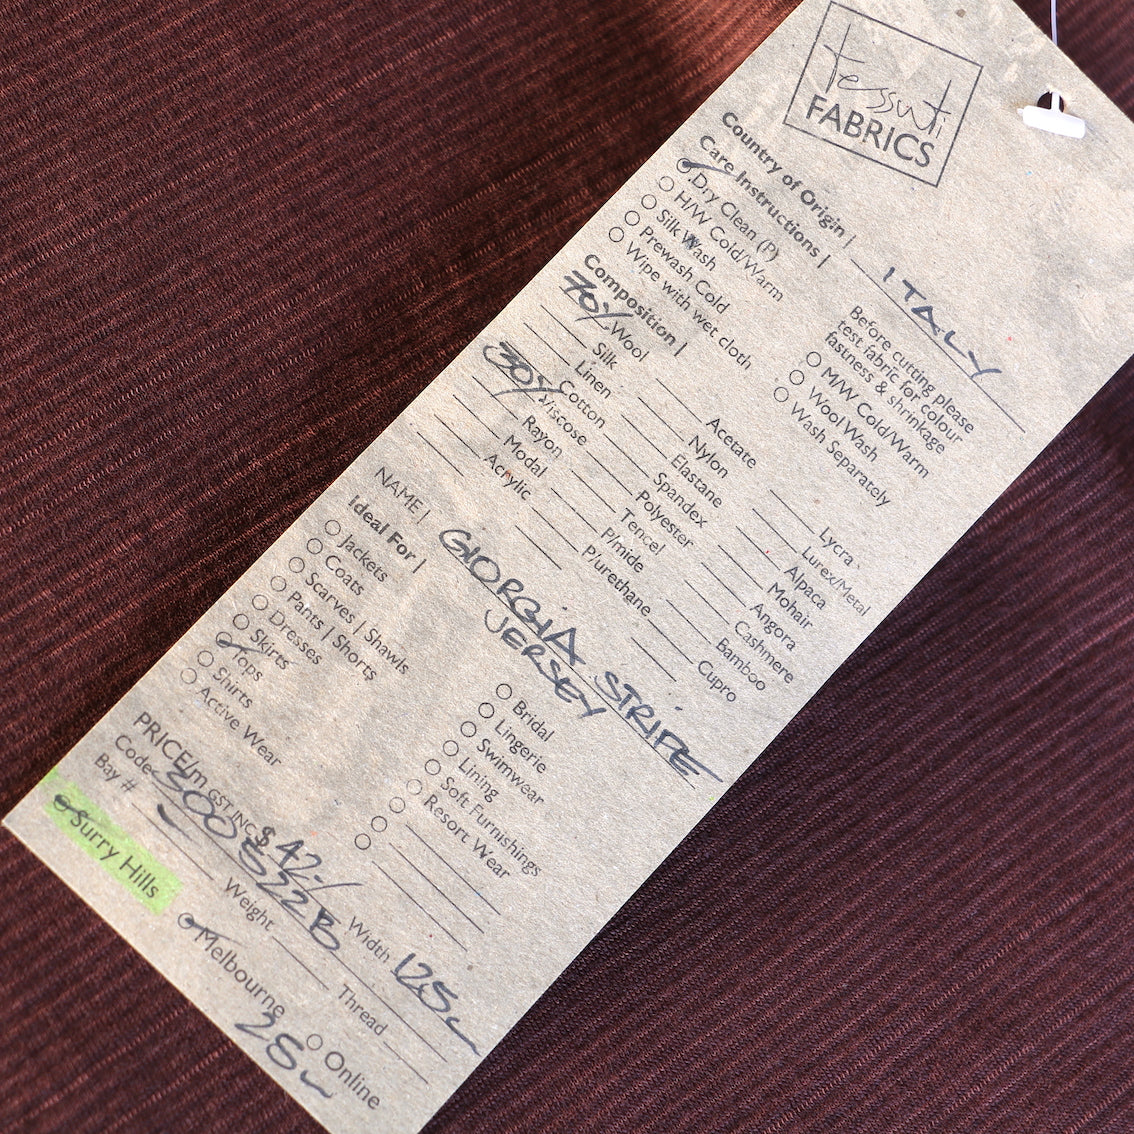 tessuti
FABRICS
Country of Origin | ITALY
Care Instructions |
Dry Clean (P)
H/W Cold/Warm
Silk Wash
Prewash Cold
Wipe with wet cloth
Before cutting please
test fabric for colour
fastness & shrinkage
M/W Cold/Warm
Wool Wash
Wash Separately
Composition |
70% Wool
Silk
Linen
30% Cotton
Viscose
Rayon
Modal
Acrylic
Acetate
Nylon
Elastane
Spandex
Polyester
Tencel
P/mide
P/urethane
Lycra
Lurex/Metal
Alpaca
Mohair
Angora
Cashmere
Bamboo
Cupro
NAME | GIORGIA STRIPE
JERSEY
Ideal For |
Jackets
Coats
Scarves | Shawls
Pants | Shorts
Dresses
Skirts
Tops
Shirts
Active Wear
Bridal
Lingerie
Swimwear
Lining
Soft Furnishings
Resort Wear
PRICE/m GST INC $42.-/ Width 125
Code
Bay # Weight Thread
Surry Hills Melbourne Online